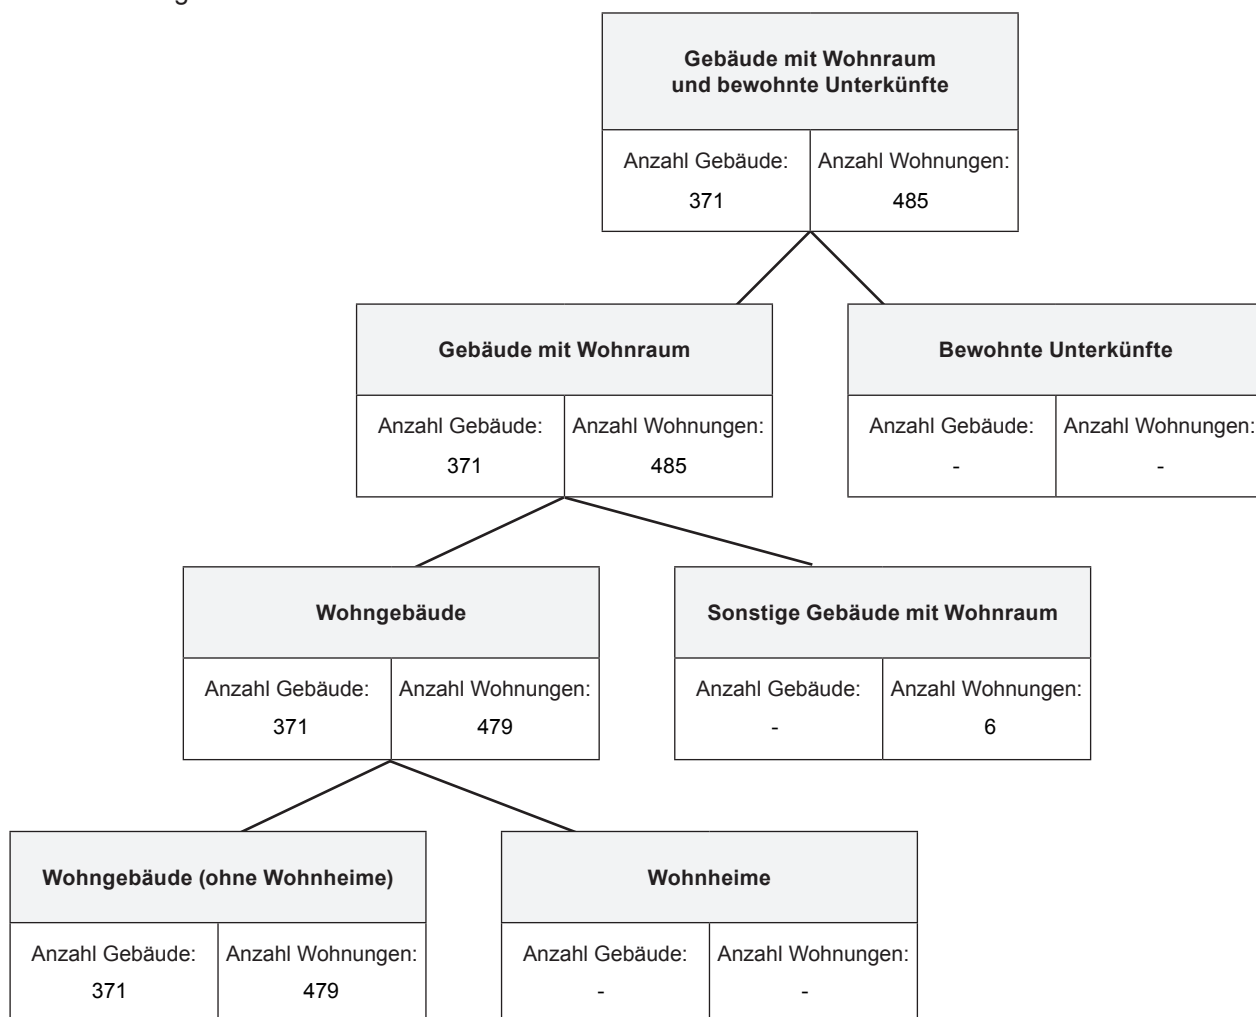 Gebäude mit Wohnraum
und bewohnte Unterkünfte
Anzahl Gebäude: Anzahl Wohnungen:
371 485
Gebäude mit Wohnraum Bewohnte Unterkünfte
Anzahl Gebäude: Anzahl Wohnungen: Anzahl Gebäude: Anzahl Wohnungen:
371 485 - -
Wohngebäude Sonstige Gebäude mit Wohnraum
Anzahl Gebäude: Anzahl Wohnungen: Anzahl Gebäude: Anzahl Wohnungen:
371 479 - 6
Wohngebäude (ohne Wohnheime) Wohnheime
Anzahl Gebäude: Anzahl Wohnungen: Anzahl Gebäude: Anzahl Wohnungen:
371 479 - -